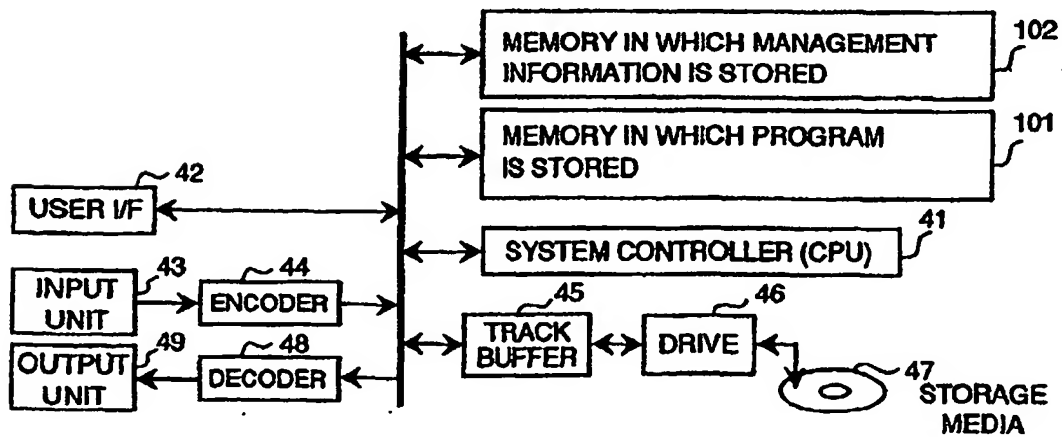 102
MEMORY IN WHICH MANAGEMENT
INFORMATION IS STORED
101
MEMORY IN WHICH PROGRAM
IS STORED
42
USER I/F
41
SYSTEM CONTROLLER (CPU)
43
INPUT
UNIT
44
ENCODER
45
TRACK
BUFFER
46
DRIVE
49
OUTPUT
UNIT
48
DECODER
47
STORAGE
MEDIA